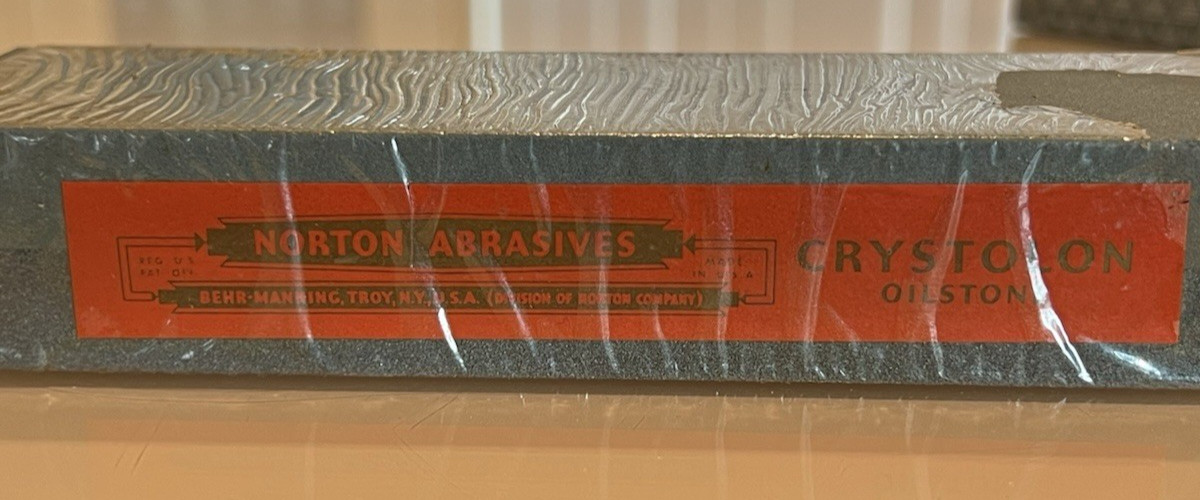 NORTON ABRASIVES
REG. U.S.
PAT. OFF.
MADE
IN U.S.A.
BEHR-MANNING, TROY, N.Y., U.S.A. (DIVISION OF NORTON COMPANY)
CRYSTOLON
OILSTONE